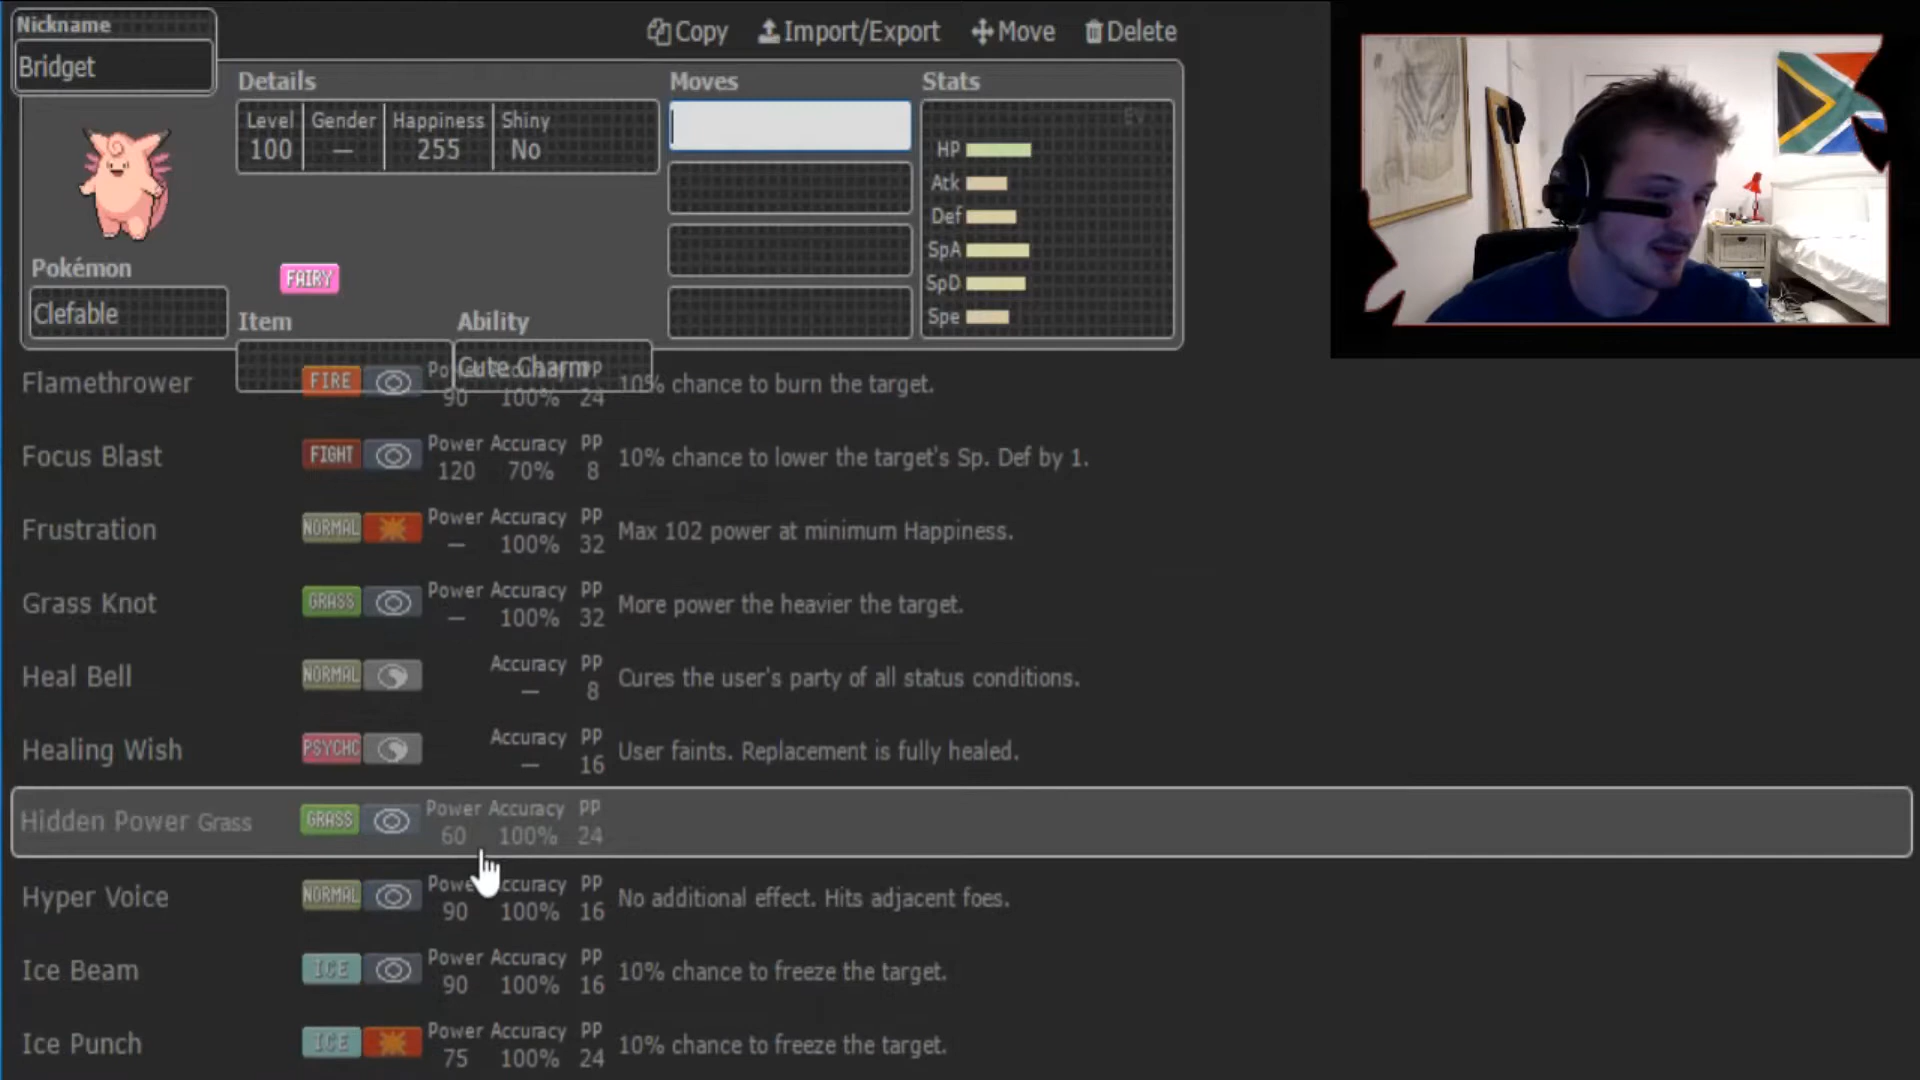 Nickname
Bridget
Copy Import/Export Move Delete
Details
Level Gender Happiness Shiny
100 — 255 No
Moves
Stats
EV
HP
Atk
Def
SpA
SpD
Spe
FAIRY
Pokémon
Clefable
Item
Ability
Cute Charm
Flamethrower FIRE Power Accuracy PP 10% chance to burn the target.
90 100% 24
Focus Blast FIGHT Power Accuracy PP 10% chance to lower the target's Sp. Def by 1.
120 70% 8
Frustration NORMAL Power Accuracy PP Max 102 power at minimum Happiness.
— 100% 32
Grass Knot GRASS Power Accuracy PP More power the heavier the target.
— 100% 32
Heal Bell NORMAL Accuracy PP Cures the user's party of all status conditions.
— 8
Healing Wish PSYCHC Accuracy PP User faints. Replacement is fully healed.
— 16
Hidden Power Grass GRASS Power Accuracy PP
60 100% 24
Hyper Voice NORMAL Power Accuracy PP No additional effect. Hits adjacent foes.
90 100% 16
Ice Beam ICE Power Accuracy PP 10% chance to freeze the target.
90 100% 16
Ice Punch ICE Power Accuracy PP 10% chance to freeze the target.
75 100% 24